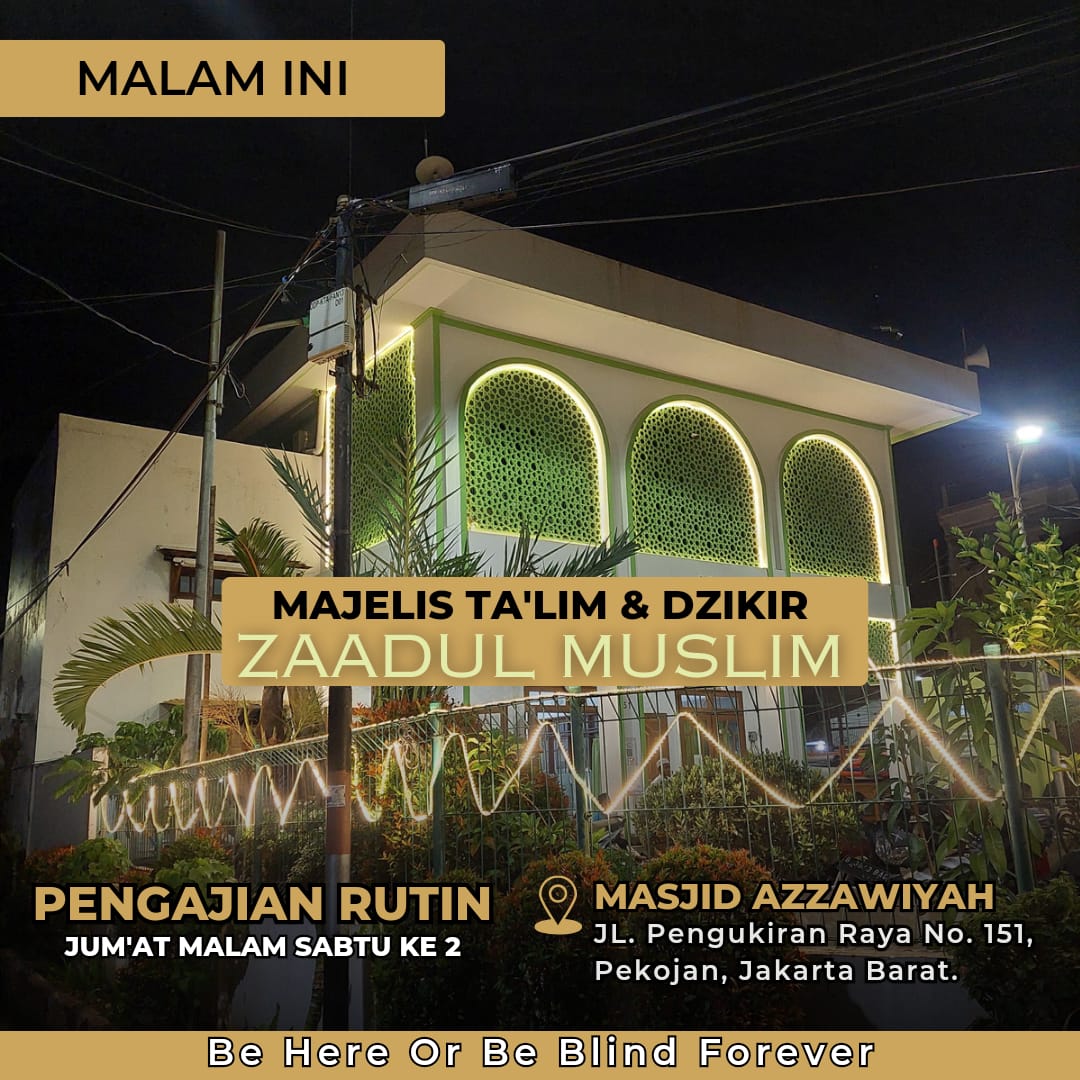 MALAM INI
MAJELIS TA'LIM & DZIKIR
ZAADUL MUSLIM
PENGAJIAN RUTIN
JUM'AT MALAM SABTU KE 2
MASJID AZZAWIYAH
JL. Pengukiran Raya No. 151,
Pekojan, Jakarta Barat.
Be Here Or Be Blind Forever